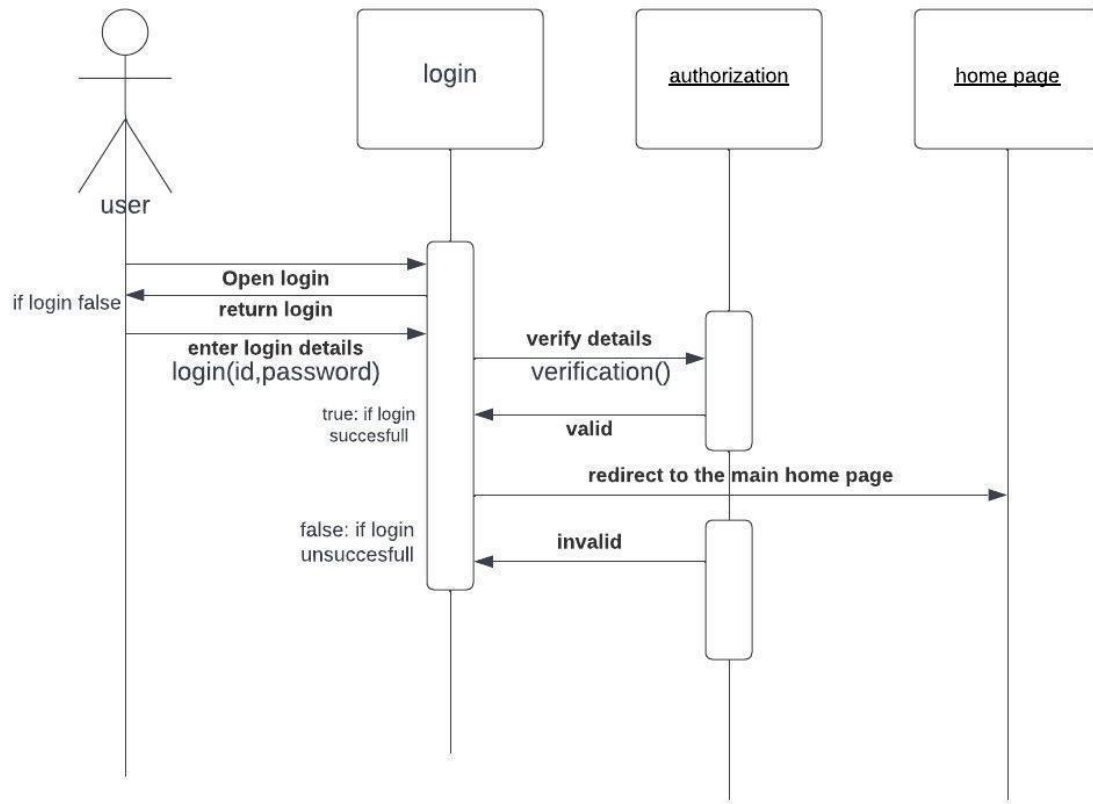 login
authorization
home page
user
Open login
if login false
return login
enter login details
login(id,password)
verify details
verification()
true: if login
succesfull
valid
redirect to the main home page
false: if login
unsuccesfull
invalid